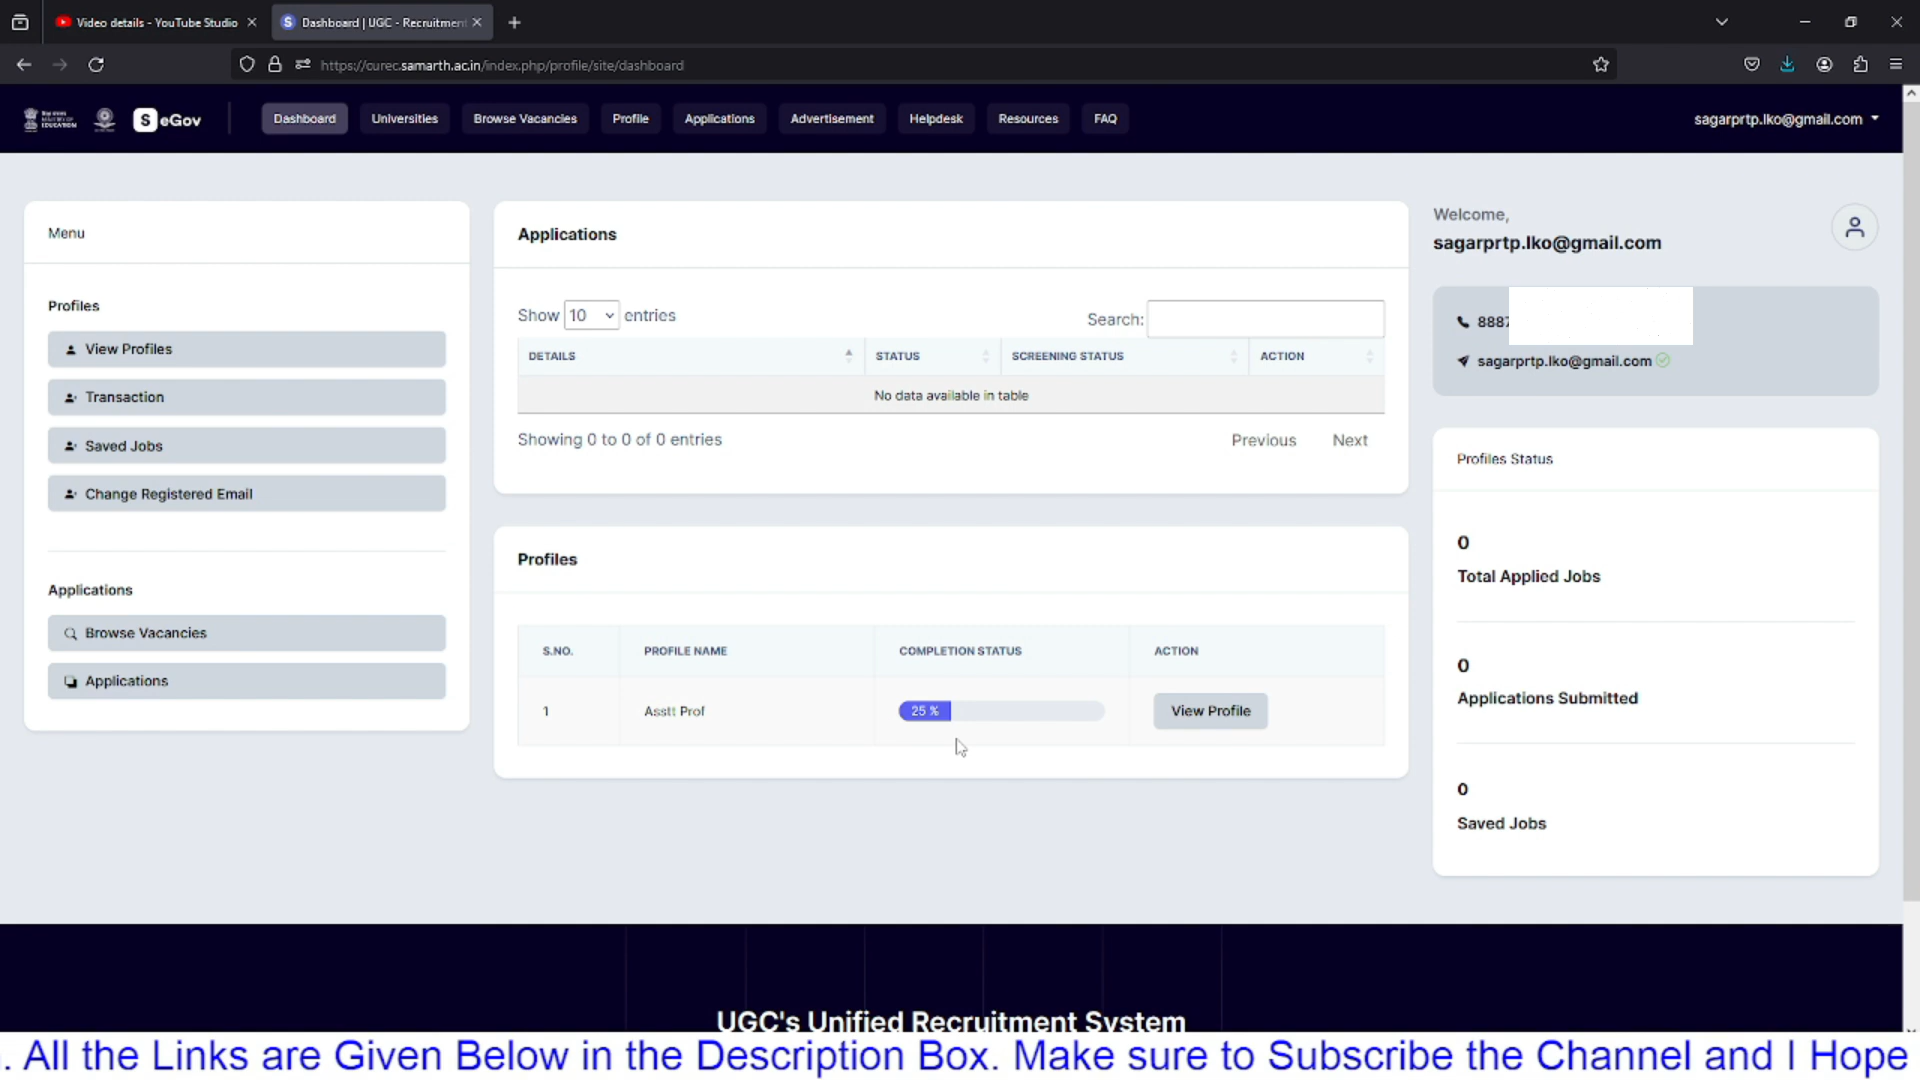 Video details - YouTube Studio
Dashboard | UGC - Recruitment
https://curec.samarth.ac.in/index.php/profile/site/dashboard
EDUCATION
S eGov
Dashboard
Universities
Browse Vacancies
Profile
Applications
Advertisement
Helpdesk
Resources
FAQ
sagarprtp.lko@gmail.com
Menu
Profiles
View Profiles
Transaction
Saved Jobs
Change Registered Email
Applications
Browse Vacancies
Applications
Applications
Show 10 entries
Search:
DETAILS STATUS SCREENING STATUS ACTION
No data available in table
Showing 0 to 0 of 0 entries
Previous Next
Profiles
S.NO. PROFILE NAME COMPLETION STATUS ACTION
1 Asstt Prof 25 % View Profile
Welcome,
sagarprtp.lko@gmail.com
8887
sagarprtp.lko@gmail.com
Profiles Status
0
Total Applied Jobs
0
Applications Submitted
0
Saved Jobs
UGC's Unified Recruitment System
. All the Links are Given Below in the Description Box. Make sure to Subscribe the Channel and I Hope